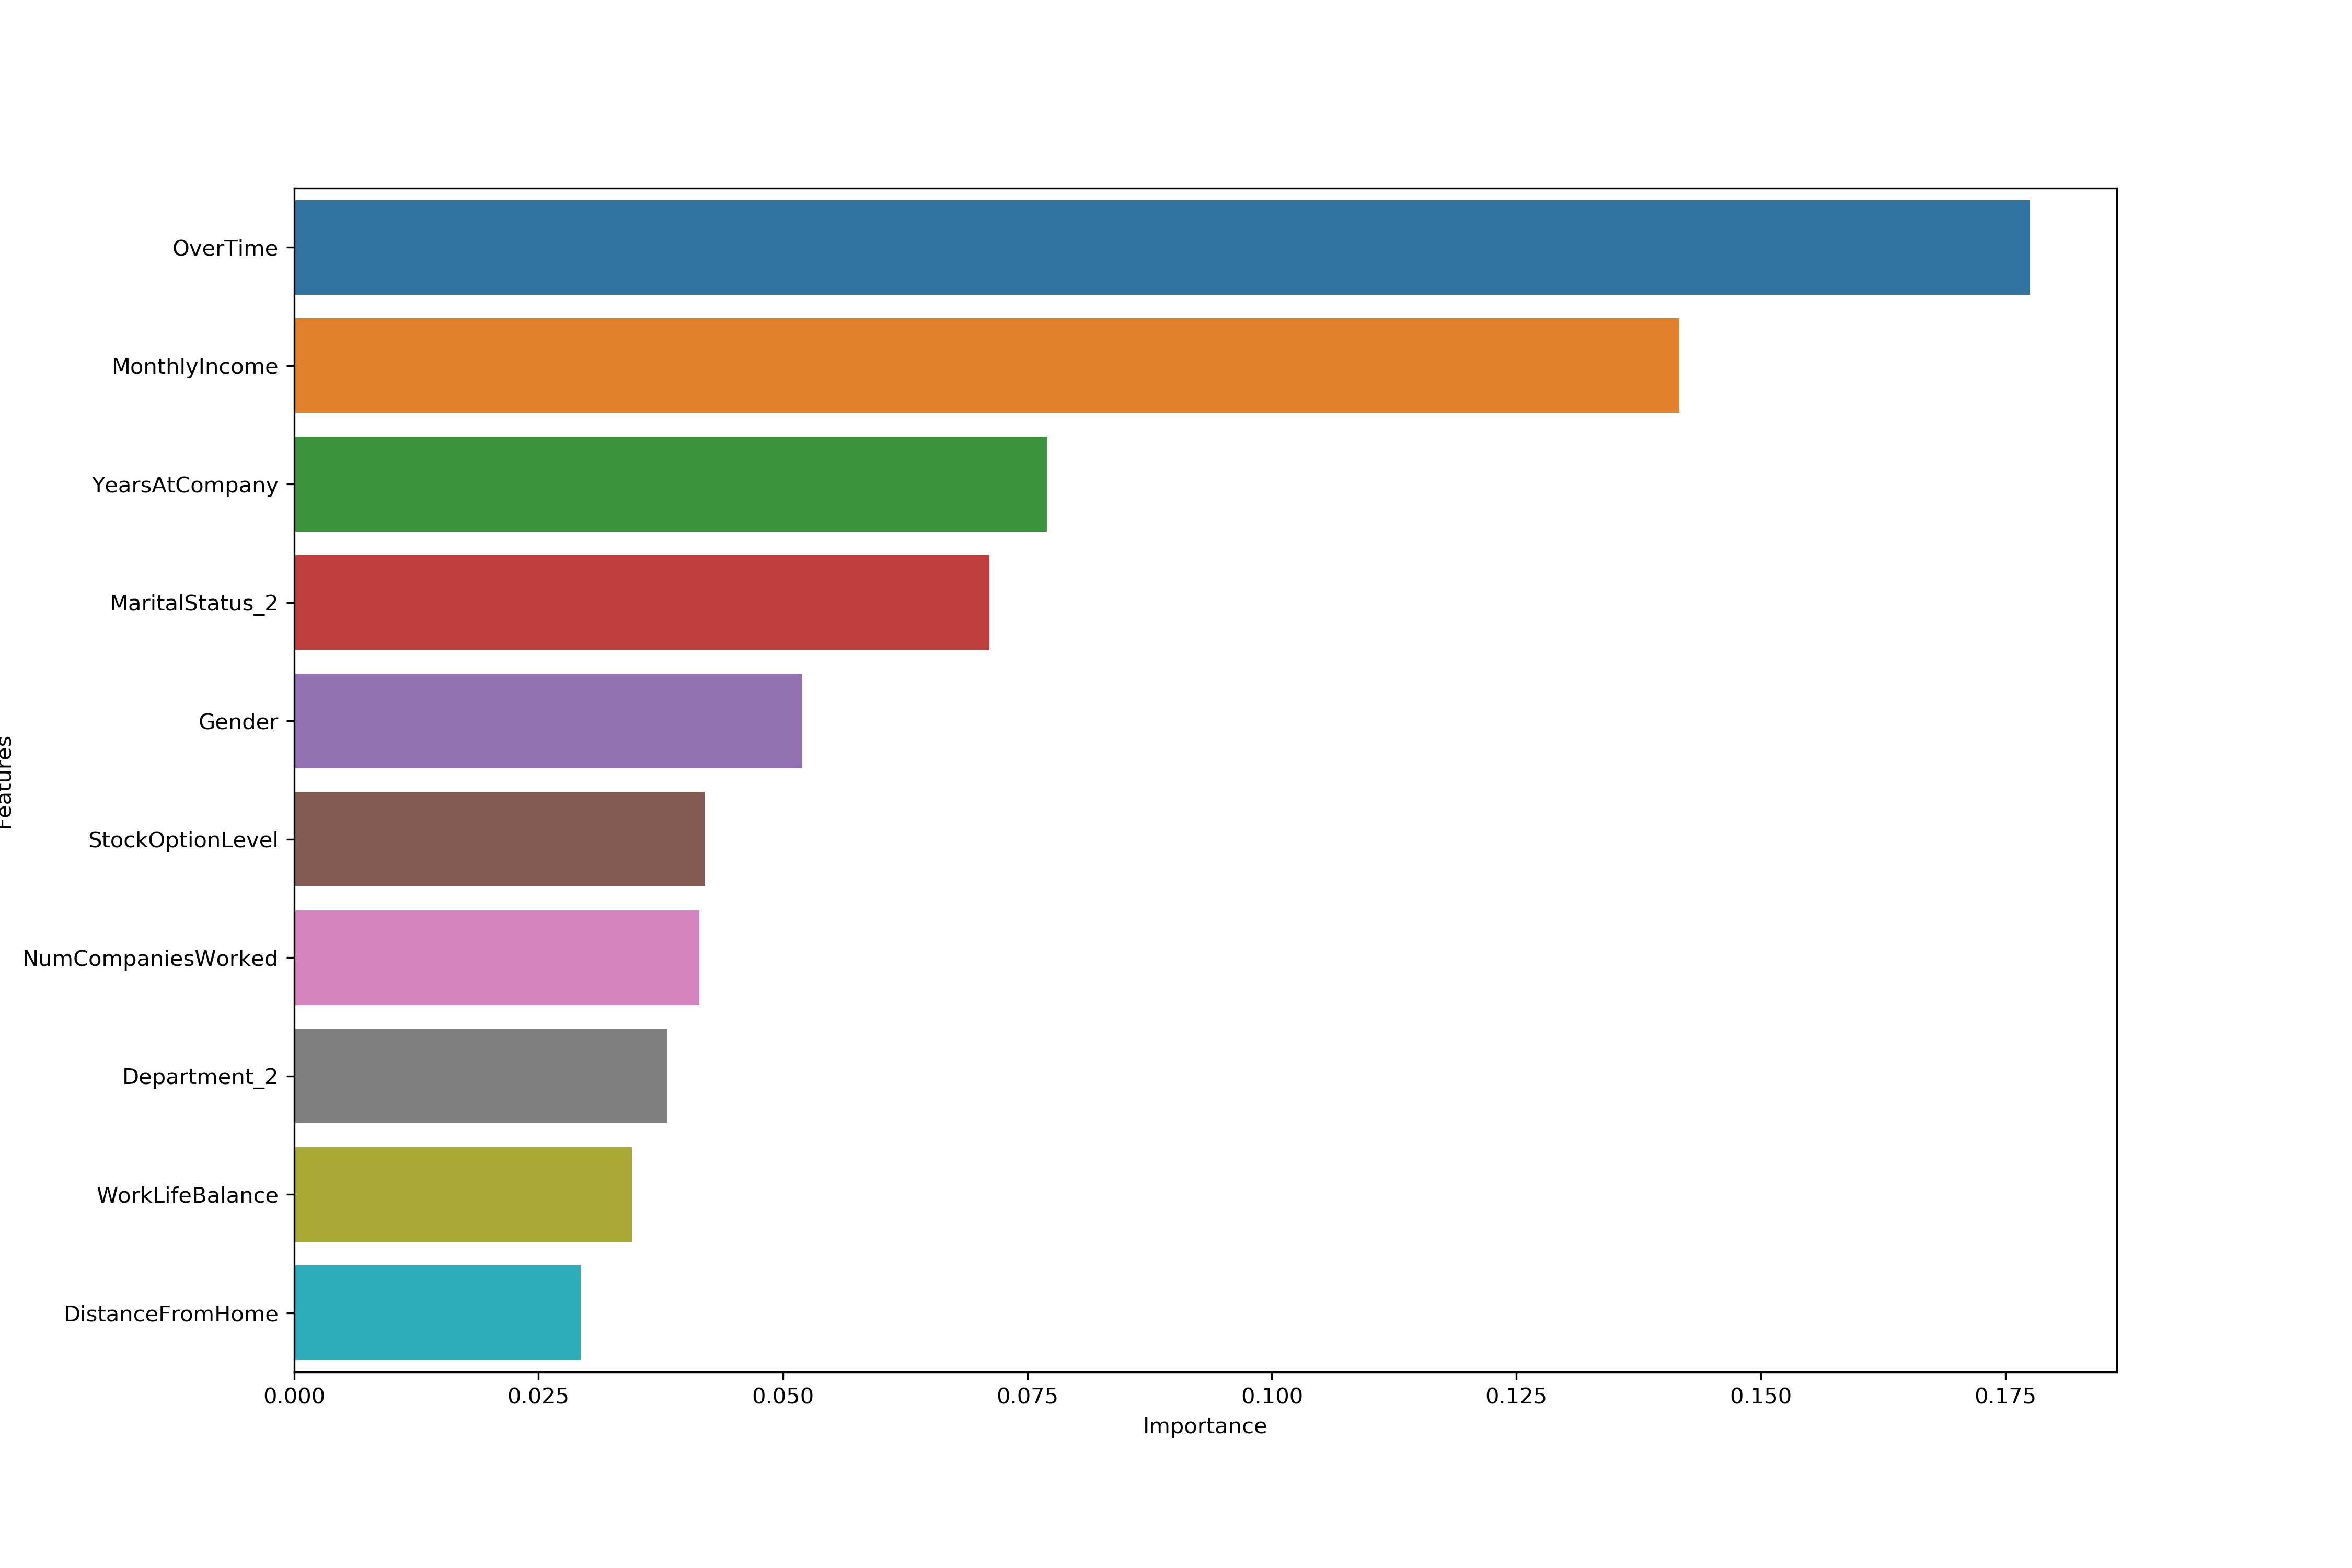 OverTime
MonthlyIncome
YearsAtCompany
MaritalStatus_2
Gender
Features
StockOptionLevel
NumCompaniesWorked
Department_2
WorkLifeBalance
DistanceFromHome
0.000 0.025 0.050 0.075 0.100 0.125 0.150 0.175
Importance